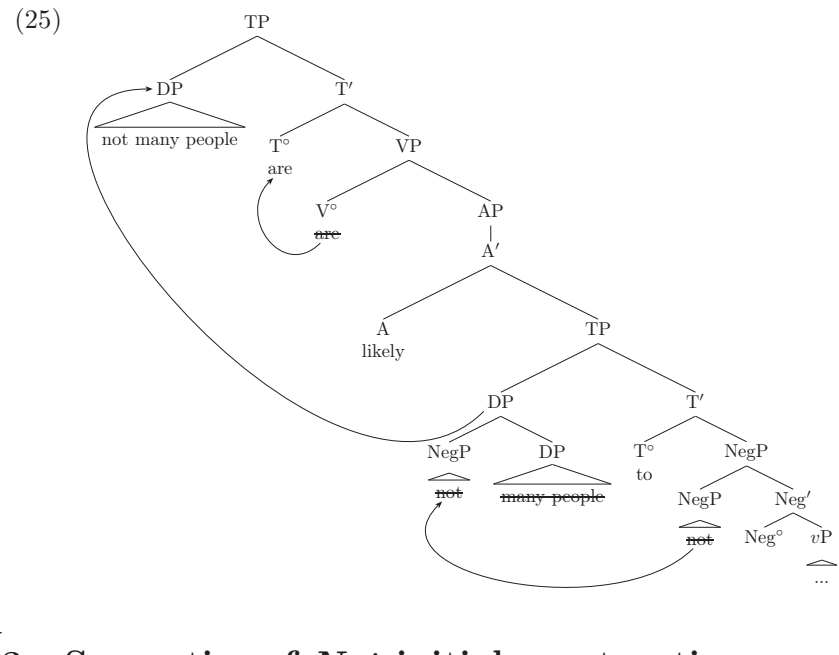 (25)
TP
DP T′
not many people T° VP
are
V° AP
are A′
A TP
likely
DP T′
NegP DP T° NegP
not many people to NegP Neg′
not Neg° vP
...